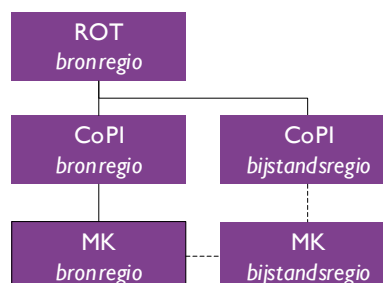 ROT
bronregio
CoPI
bronregio
CoPI
bijstandsregio
MK
bronregio
MK
bijstandsregio